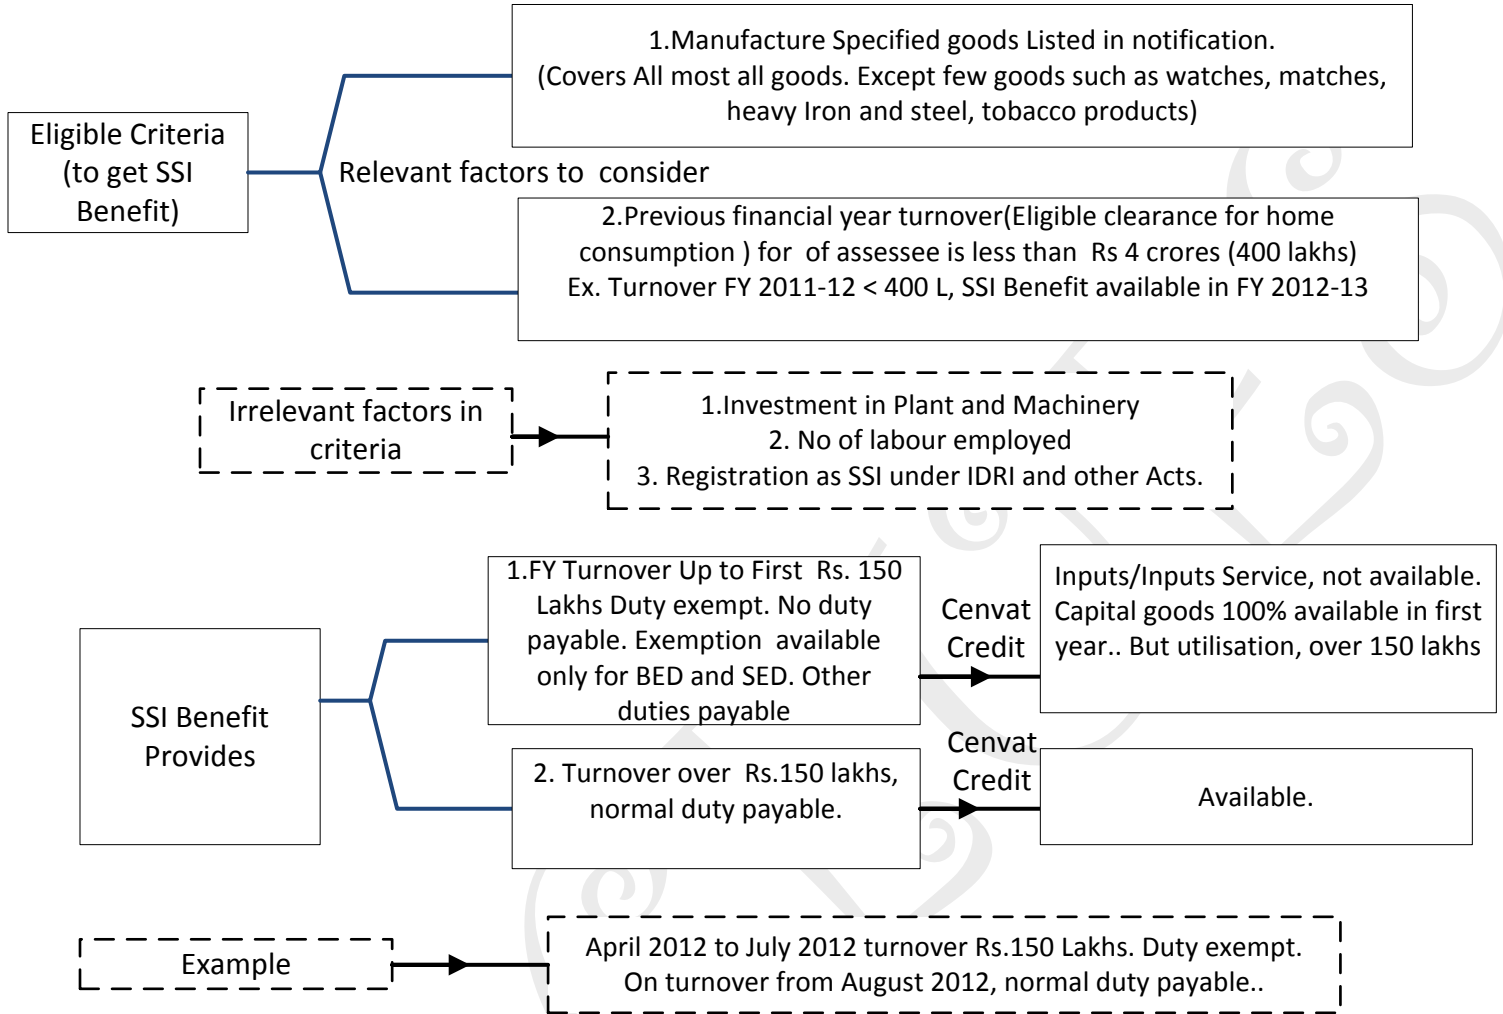 1.Manufacture Specified goods Listed in notification.
(Covers All most all goods. Except few goods such as watches, matches,
heavy Iron and steel, tobacco products)
Eligible Criteria
(to get SSI
Benefit)
Relevant factors to consider
2.Previous financial year turnover(Eligible clearance for home
consumption ) for of assessee is less than Rs 4 crores (400 lakhs)
Ex. Turnover FY 2011-12 < 400 L, SSI Benefit available in FY 2012-13
Irrelevant factors in
criteria
1.Investment in Plant and Machinery
2. No of labour employed
3. Registration as SSI under IDRI and other Acts.
SSI Benefit
Provides
1.FY Turnover Up to First Rs. 150
Lakhs Duty exempt. No duty
payable. Exemption available
only for BED and SED. Other
duties payable
Cenvat
Credit
Inputs/Inputs Service, not available.
Capital goods 100% available in first
year.. But utilisation, over 150 lakhs
2. Turnover over Rs.150 lakhs,
normal duty payable.
Cenvat
Credit
Available.
Example
April 2012 to July 2012 turnover Rs.150 Lakhs. Duty exempt.
On turnover from August 2012, normal duty payable..